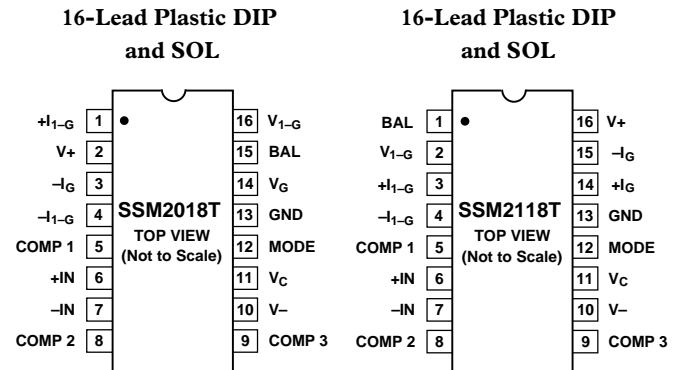 16-Lead Plastic DIP
and SOL
+I1–G 1
V+ 2
–IG 3
–I1–G 4
COMP 1 5
+IN 6
–IN 7
COMP 2 8
SSM2018T
TOP VIEW
(Not to Scale)
16 V1–G
15 BAL
14 VG
13 GND
12 MODE
11 VC
10 V–
9 COMP 3
16-Lead Plastic DIP
and SOL
BAL 1
V1–G 2
+I1–G 3
–I1–G 4
COMP 1 5
+IN 6
–IN 7
COMP 2 8
SSM2118T
TOP VIEW
(Not to Scale)
16 V+
15 –IG
14 +IG
13 GND
12 MODE
11 VC
10 V–
9 COMP 3